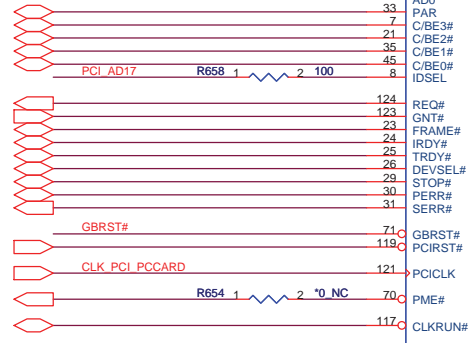 AD0
33 PAR
7 C/BE3#
21 C/BE2#
35 C/BE1#
45 C/BE0#
PCI_AD17 R658 1 2 100 8 IDSEL
124 REQ#
123 GNT#
23 FRAME#
24 IRDY#
25 TRDY#
26 DEVSEL#
29 STOP#
30 PERR#
31 SERR#
GBRST# 71 GBRST#
119 PCIRST#
CLK_PCI_PCCARD 121 PCICLK
R654 1 2 *0_NC 70 PME#
117 CLKRUN#